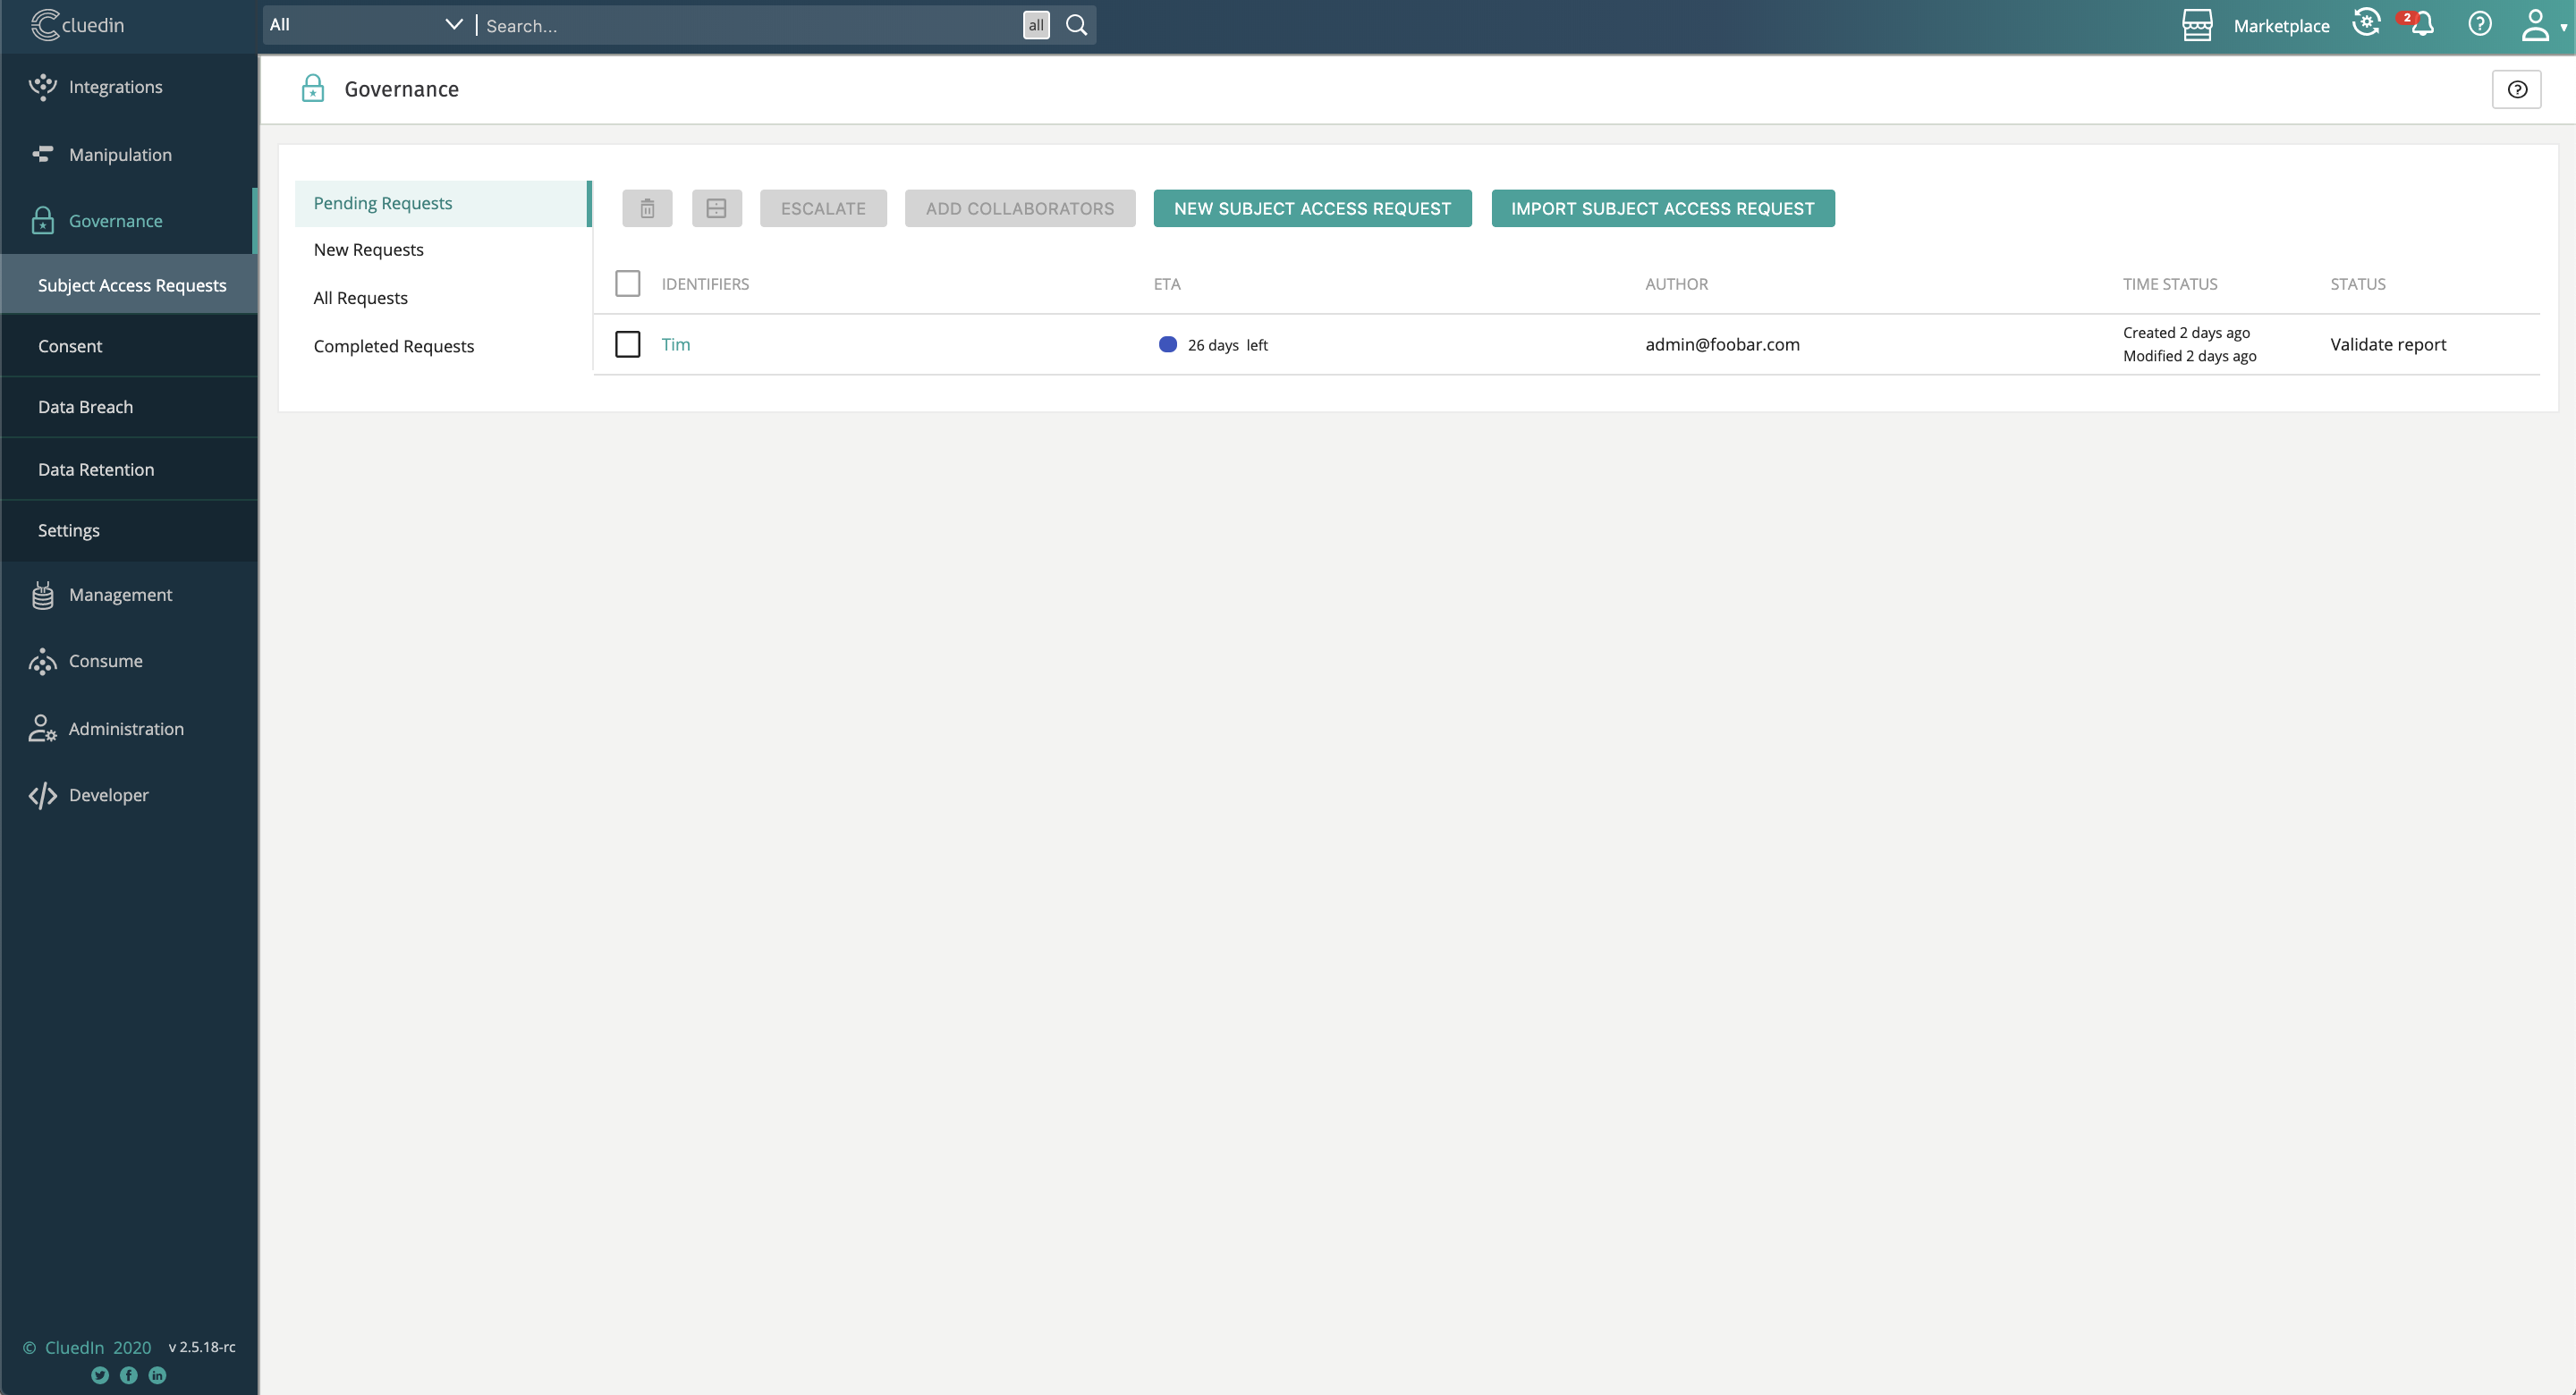 cluedin
All
Search...
all
Marketplace
2
Integrations
Manipulation
Governance
Subject Access Requests
Consent
Data Breach
Data Retention
Settings
Management
Consume
Administration
Developer
© CluedIn 2020 v 2.5.18-rc
Governance
Pending Requests
New Requests
All Requests
Completed Requests
ESCALATE
ADD COLLABORATORS
NEW SUBJECT ACCESS REQUEST
IMPORT SUBJECT ACCESS REQUEST
IDENTIFIERS
ETA
AUTHOR
TIME STATUS
STATUS
Tim
26 days left
admin@foobar.com
Created 2 days ago
Modified 2 days ago
Validate report